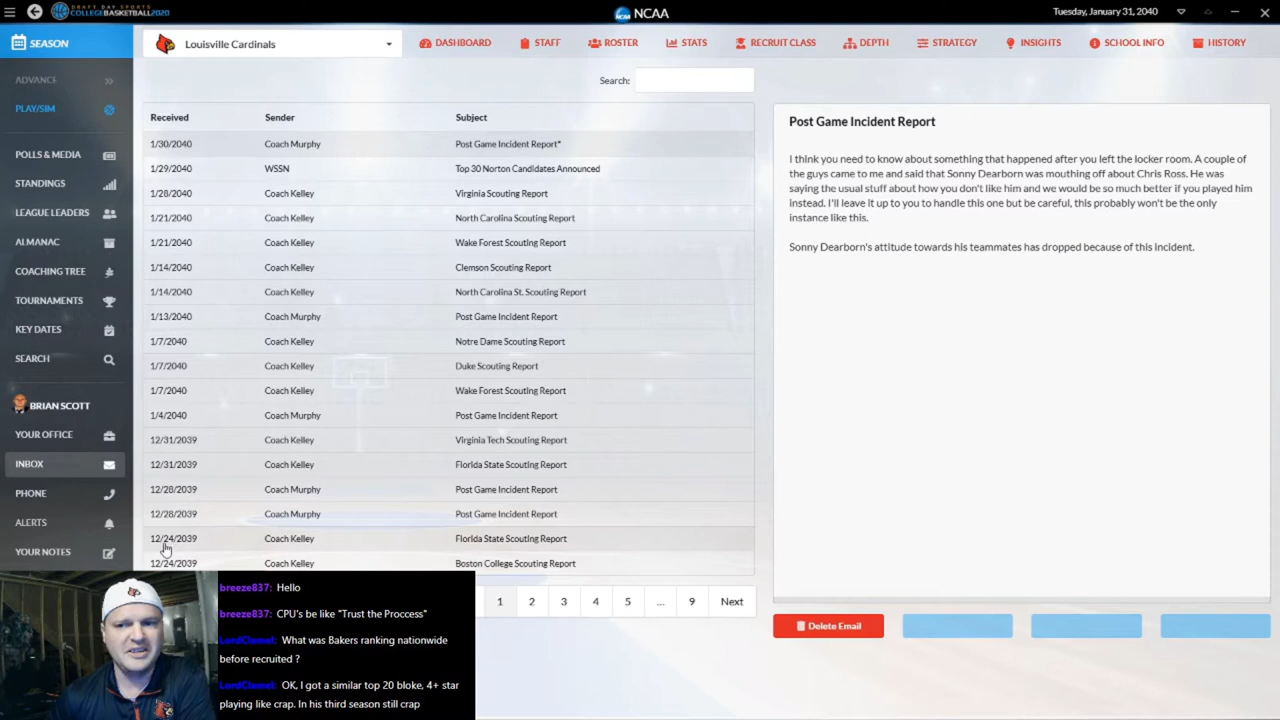 DRAFT DAY SPORTS
COLLEGE BASKETBALL 2020
NCAA
Tuesday, January 31, 2040
SEASON
Louisville Cardinals
DASHBOARD
STAFF
ROSTER
STATS
RECRUIT CLASS
DEPTH
STRATEGY
INSIGHTS
SCHOOL INFO
HISTORY
ADVANCE
PLAY/SIM
POLLS & MEDIA
STANDINGS
LEAGUE LEADERS
ALMANAC
COACHING TREE
TOURNAMENTS
KEY DATES
SEARCH
BRIAN SCOTT
YOUR OFFICE
INBOX
PHONE
ALERTS
YOUR NOTES
Search:
Received Sender Subject
1/30/2040 Coach Murphy Post Game Incident Report*
1/29/2040 WSSN Top 30 Norton Candidates Announced
1/28/2040 Coach Kelley Virginia Scouting Report
1/21/2040 Coach Kelley North Carolina Scouting Report
1/21/2040 Coach Kelley Wake Forest Scouting Report
1/14/2040 Coach Kelley Clemson Scouting Report
1/14/2040 Coach Kelley North Carolina St. Scouting Report
1/13/2040 Coach Murphy Post Game Incident Report
1/7/2040 Coach Kelley Notre Dame Scouting Report
1/7/2040 Coach Kelley Duke Scouting Report
1/7/2040 Coach Kelley Wake Forest Scouting Report
1/4/2040 Coach Murphy Post Game Incident Report
12/31/2039 Coach Kelley Virginia Tech Scouting Report
12/31/2039 Coach Kelley Florida State Scouting Report
12/28/2039 Coach Murphy Post Game Incident Report
12/28/2039 Coach Murphy Post Game Incident Report
12/24/2039 Coach Kelley Florida State Scouting Report
12/24/2039 Coach Kelley Boston College Scouting Report
1 2 3 4 5 ... 9 Next
Post Game Incident Report
I think you need to know about something that happened after you left the locker room. A couple of
the guys came to me and said that Sonny Dearborn was mouthing off about Chris Ross. He was
saying the usual stuff about how you don't like him and we would be so much better if you played him
instead. I'll leave it up to you to handle this one but be careful, this probably won't be the only
instance like this.
Sonny Dearborn's attitude towards his teammates has dropped because of this incident.
Delete Email
breeze837: Hello
breeze837: CPU's be like "Trust the Proccess"
LordClamel: What was Bakers ranking nationwide
before recruited ?
LordClamel: OK, I got a similar top 20 bloke, 4+ star
playing like crap. In his third season still crap